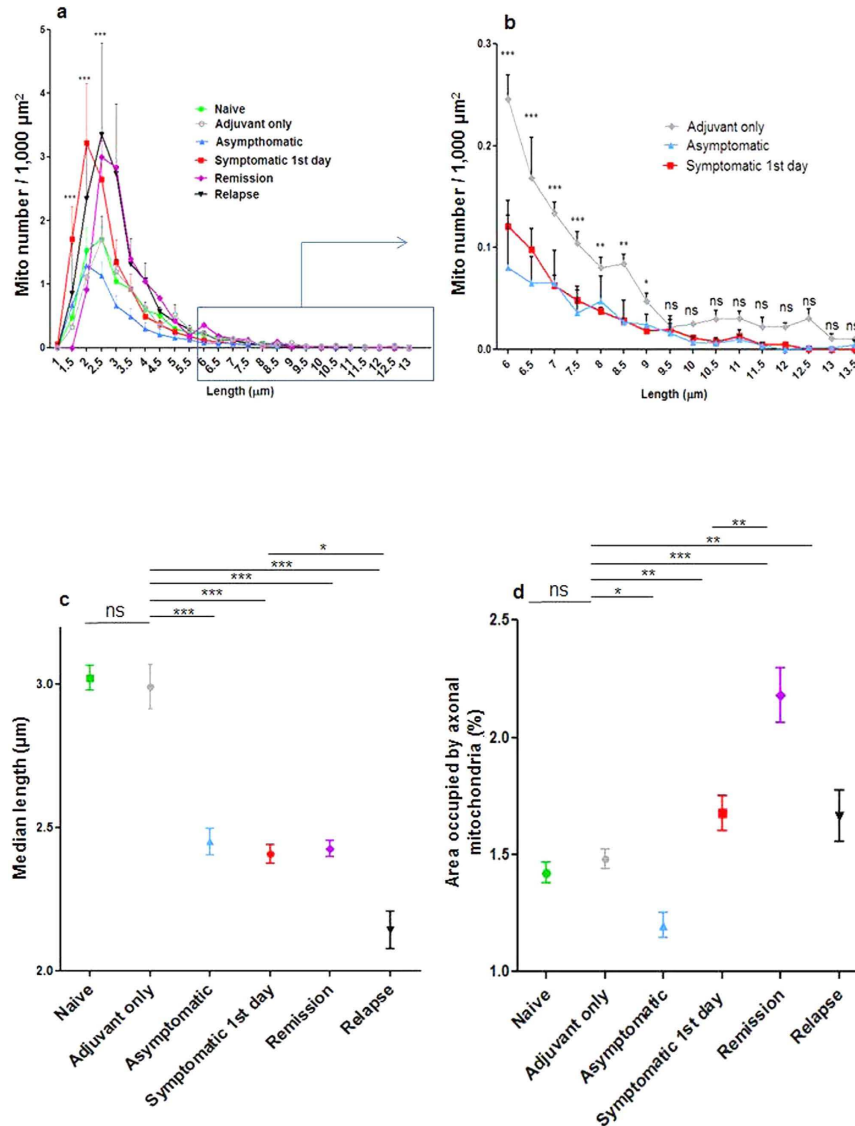 a
Mito number / 1,000 µm²
5
4
3
2
1
0
***
***
***
Naive
Adjuvant only
Asymphomatic
Symptomatic 1st day
Remission
Relapse
1 1.5 2 2.5 3 3.5 4 4.5 5 5.5 6 6.5 7 7.5 8 8.5 9 9.5 10 10.5 11 11.5 12 12.5 13
Length (µm)
b
Mito number / 1,000 µm²
0.3
0.2
0.1
0.0
*** *** *** *** ** ** * ns ns ns ns ns ns ns ns ns
Adjuvant only
Asymptomatic
Symptomatic 1st day
6 6.5 7 7.5 8 8.5 9 9.5 10 10.5 11 11.5 12 12.5 13 13.5
Length (µm)
c
*
***
***
***
ns
***
Median length (µm)
3.0
2.5
2.0
Naive
Adjuvant only
Asymptomatic
Symptomatic 1st day
Remission
Relapse
d
**
**
***
**
ns
*
Area occupied by axonal
mitochondria (%)
2.5
2.0
1.5
1.0
Naive
Adjuvant only
Asymptomatic
Symptomatic 1st day
Remission
Relapse